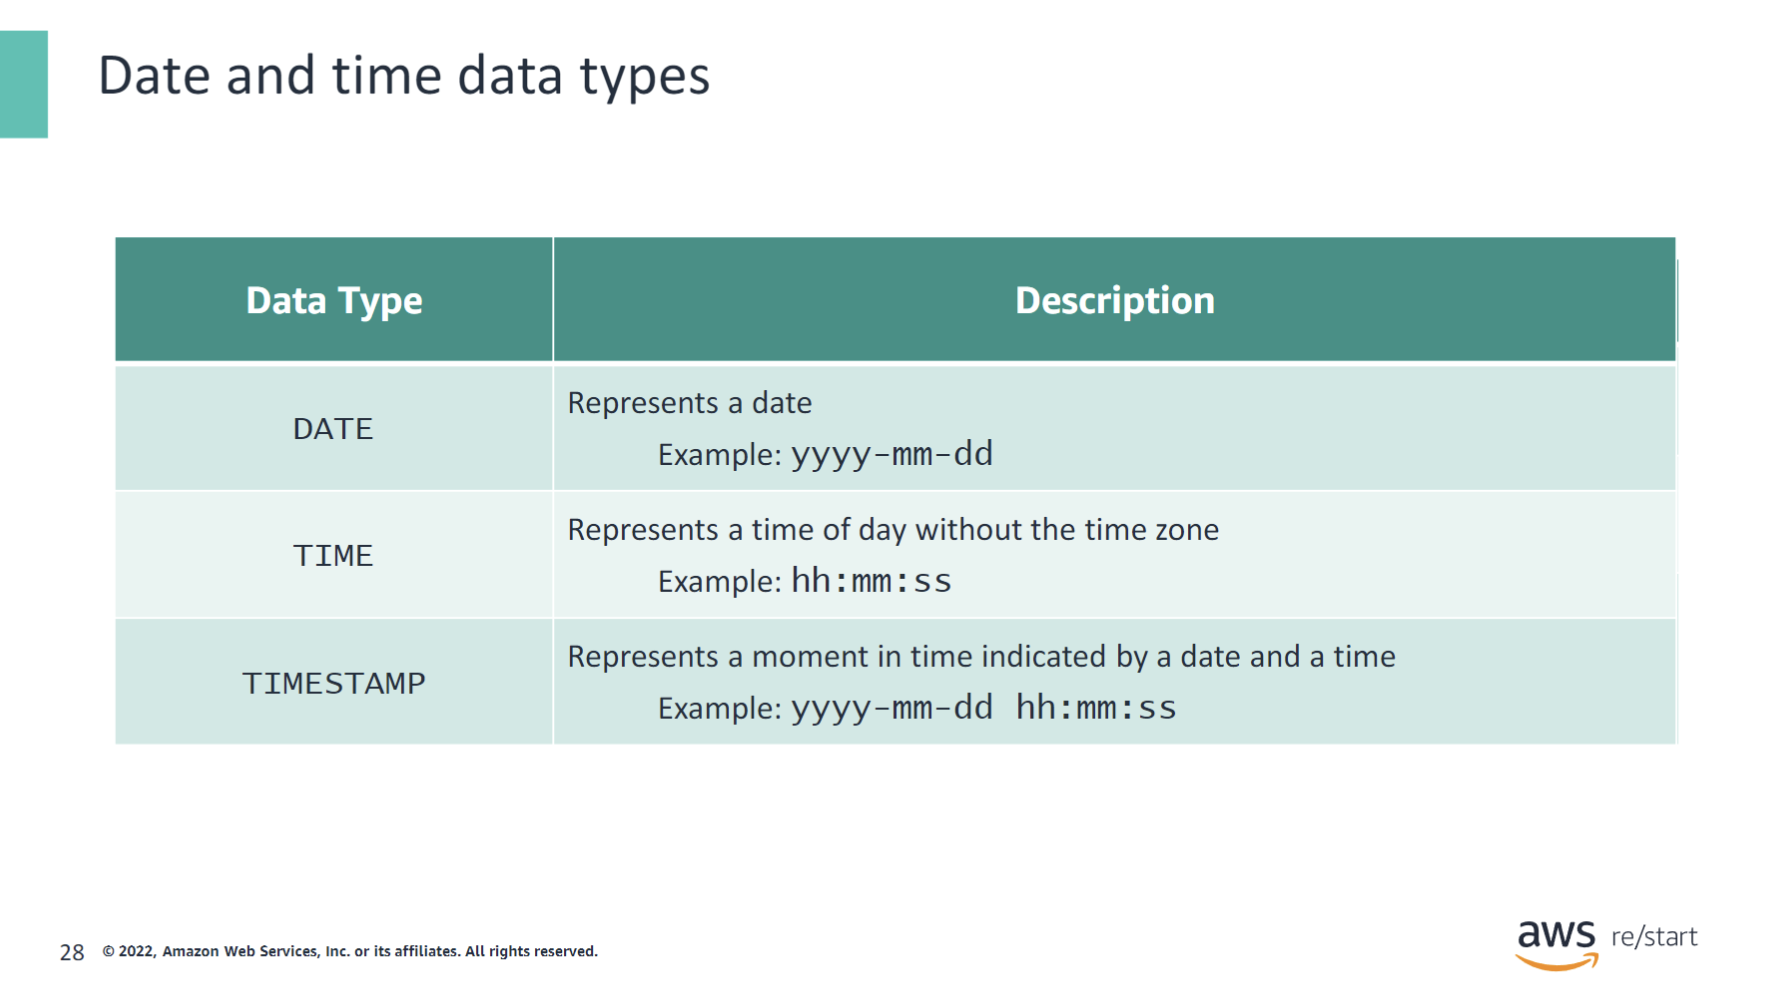 Date and time data types
Data Type
Description
DATE
Represents a date
Example: yyyy-mm-dd
TIME
Represents a time of day without the time zone
Example: hh:mm:ss
TIMESTAMP
Represents a moment in time indicated by a date and a time
Example: yyyy-mm-dd hh:mm:ss
28
© 2022, Amazon Web Services, Inc. or its affiliates. All rights reserved.
aws re/start